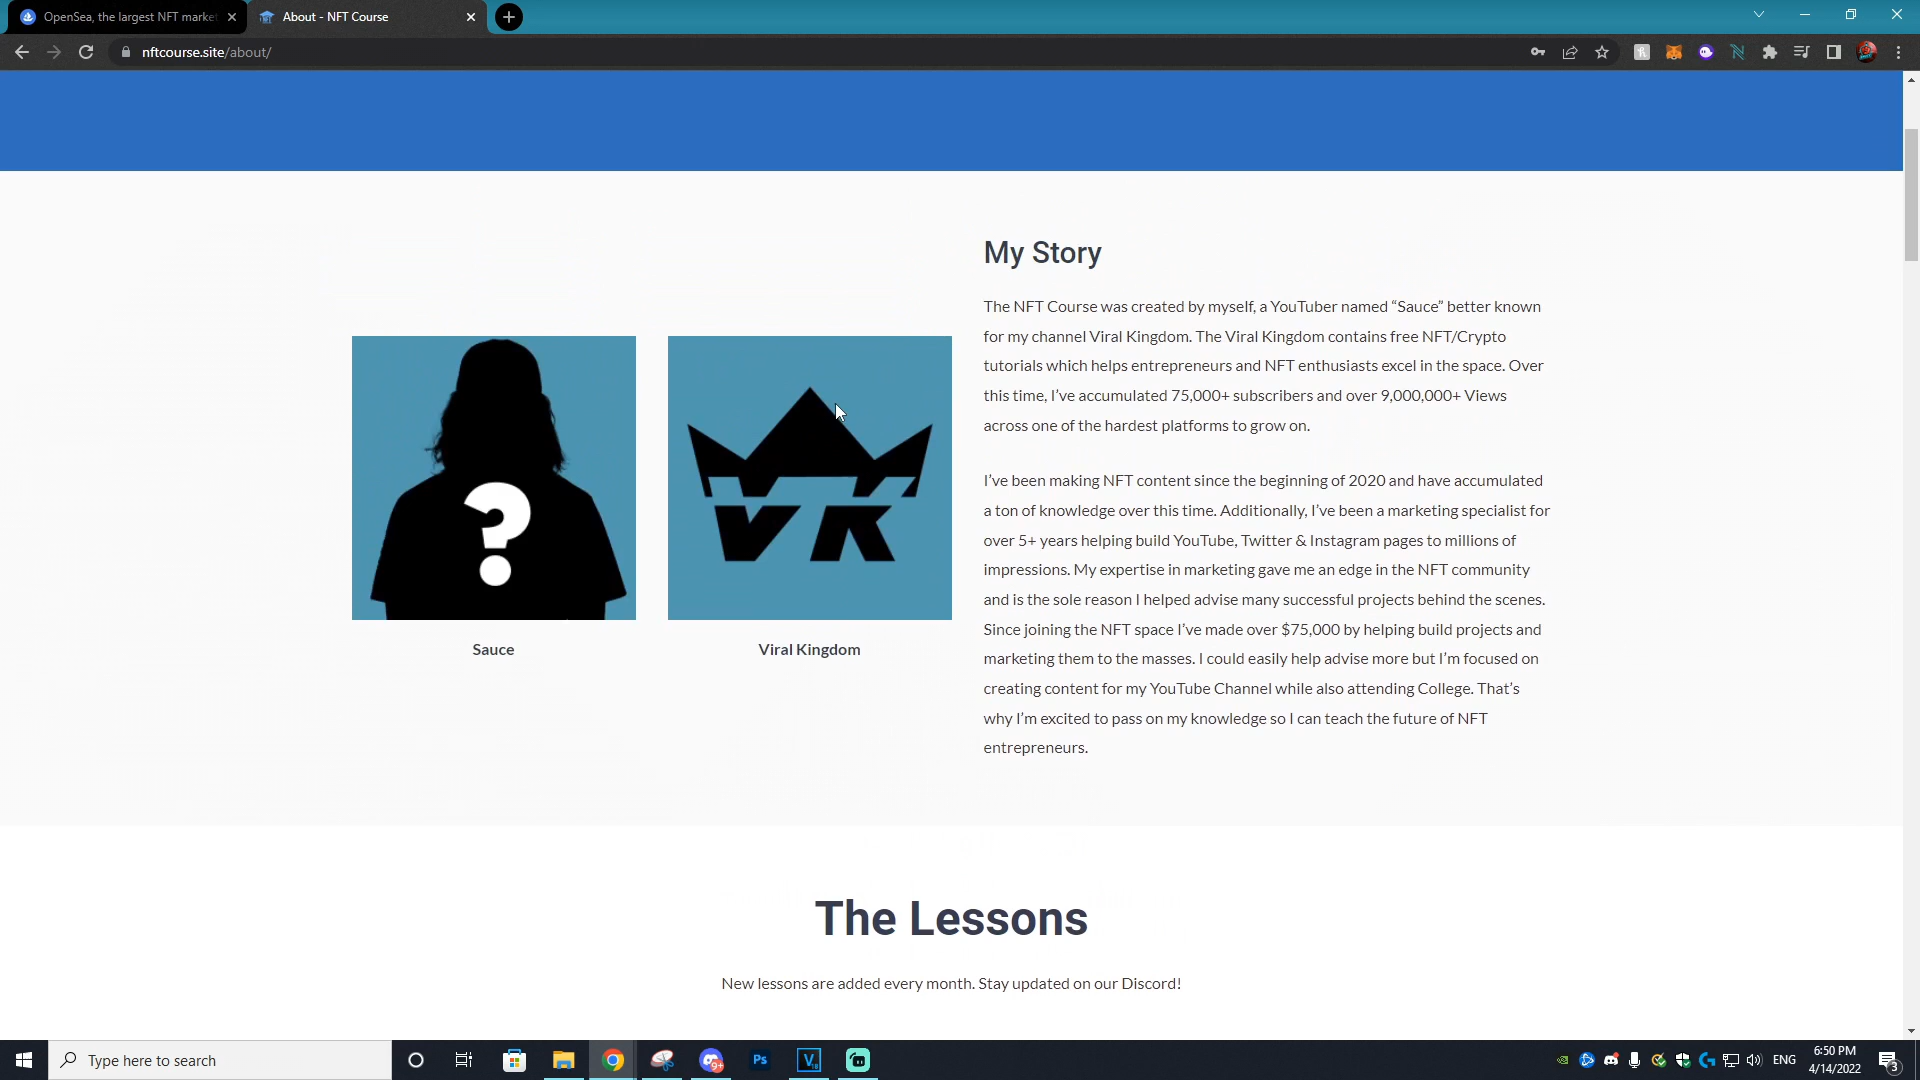 OpenSea, the largest NFT market
About - NFT Course
nftcourse.site/about/
My Story
The NFT Course was created by myself, a YouTuber named “Sauce” better known
for my channel Viral Kingdom. The Viral Kingdom contains free NFT/Crypto
tutorials which helps entrepreneurs and NFT enthusiasts excel in the space. Over
this time, I’ve accumulated 75,000+ subscribers and over 9,000,000+ Views
across one of the hardest platforms to grow on.
I’ve been making NFT content since the beginning of 2020 and have accumulated
a ton of knowledge over this time. Additionally, I’ve been a marketing specialist for
over 5+ years helping build YouTube, Twitter & Instagram pages to millions of
impressions. My expertise in marketing gave me an edge in the NFT community
and is the sole reason I helped advise many successful projects behind the scenes.
Since joining the NFT space I’ve made over $75,000 by helping build projects and
marketing them to the masses. I could easily help advise more but I’m focused on
creating content for my YouTube Channel while also attending College. That’s
why I’m excited to pass on my knowledge so I can teach the future of NFT
entrepreneurs.
?
VK
Sauce
Viral Kingdom
The Lessons
New lessons are added every month. Stay updated on our Discord!
Type here to search
9+
Ps
V
18
ENG
6:50 PM
4/14/2022
3